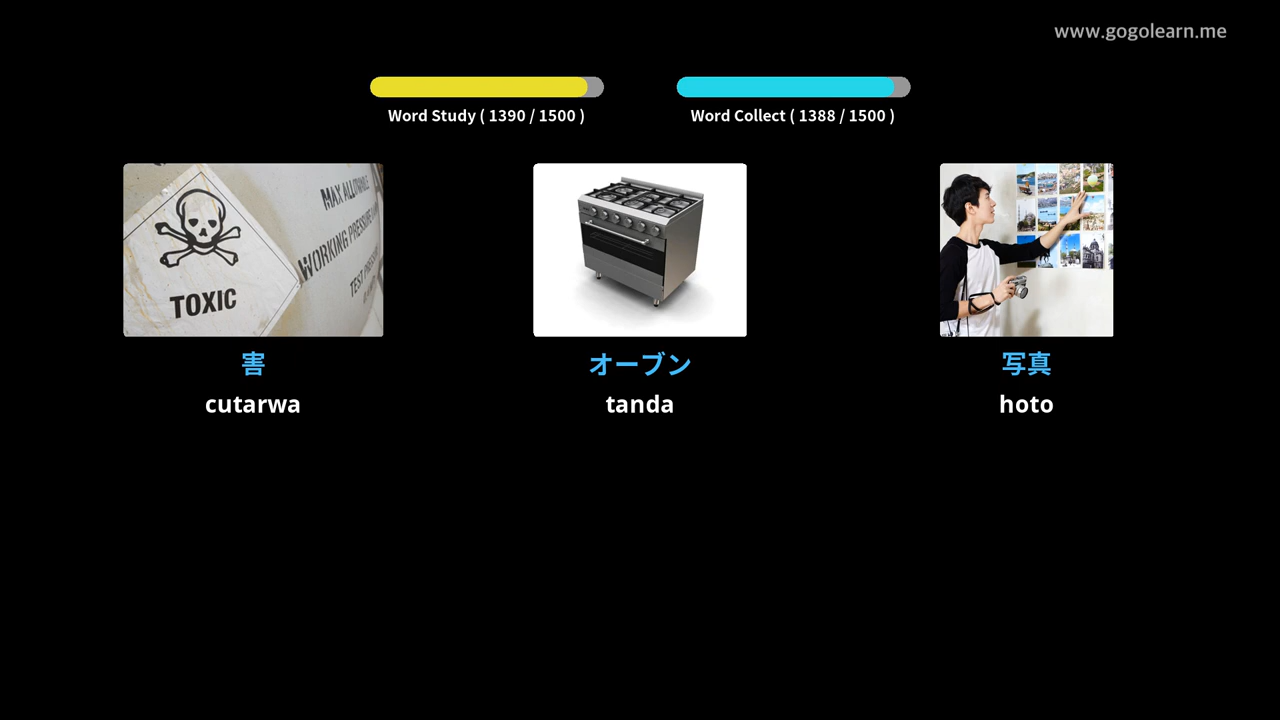 www.gogolearn.me
Word Study ( 1390 / 1500 )
Word Collect ( 1388 / 1500 )
TOXIC
MAX ALLOWABLE
WORKING PRESSURE
TEST
害
オーブン
写真
cutarwa
tanda
hoto